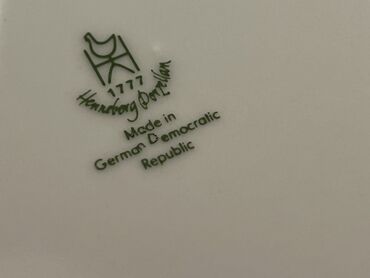 1777
Henneberg Porzellan
Made in
German Democratic
Republic